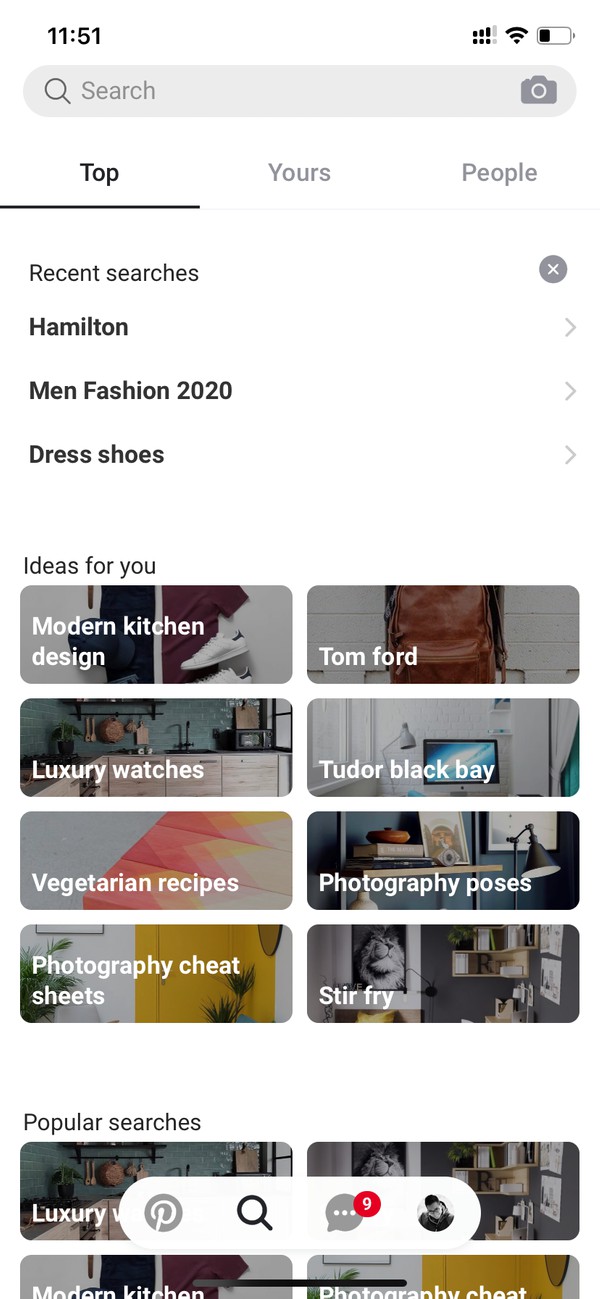 11:51
Search
Top
Yours
People
Recent searches
Hamilton
Men Fashion 2020
Dress shoes
Ideas for you
Modern kitchen
design
Tom ford
Luxury watches
Tudor black bay
Vegetarian recipes
Photography poses
Photography cheat
sheets
Stir fry
Popular searches
Luxury
9
Modern kitchen
Photography cheat